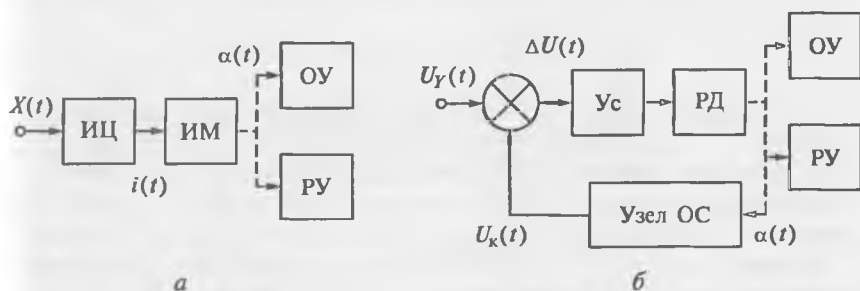 α(t)
ОУ
X(t)
ИЦ
ИМ
i(t)
РУ
а
ΔU(t)
ОУ
U_Y(t)
Ус
РД
РУ
Узел ОС
U_к(t)
α(t)
б